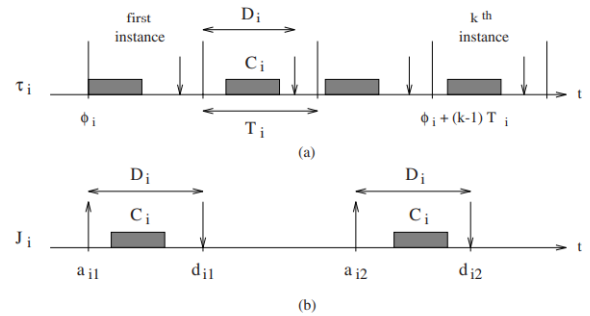 first
instance
D i
k th
instance
C i
τ i
t
ϕ i
T i
ϕ i + (k-1) T i
(a)
D i
D i
C i
C i
J i
t
a i1
d i1
a i2
d i2
(b)